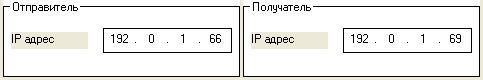 Отправитель
IP адрес 192 . 0 . 1 . 66
Получатель
IP адрес 192 . 0 . 1 . 69